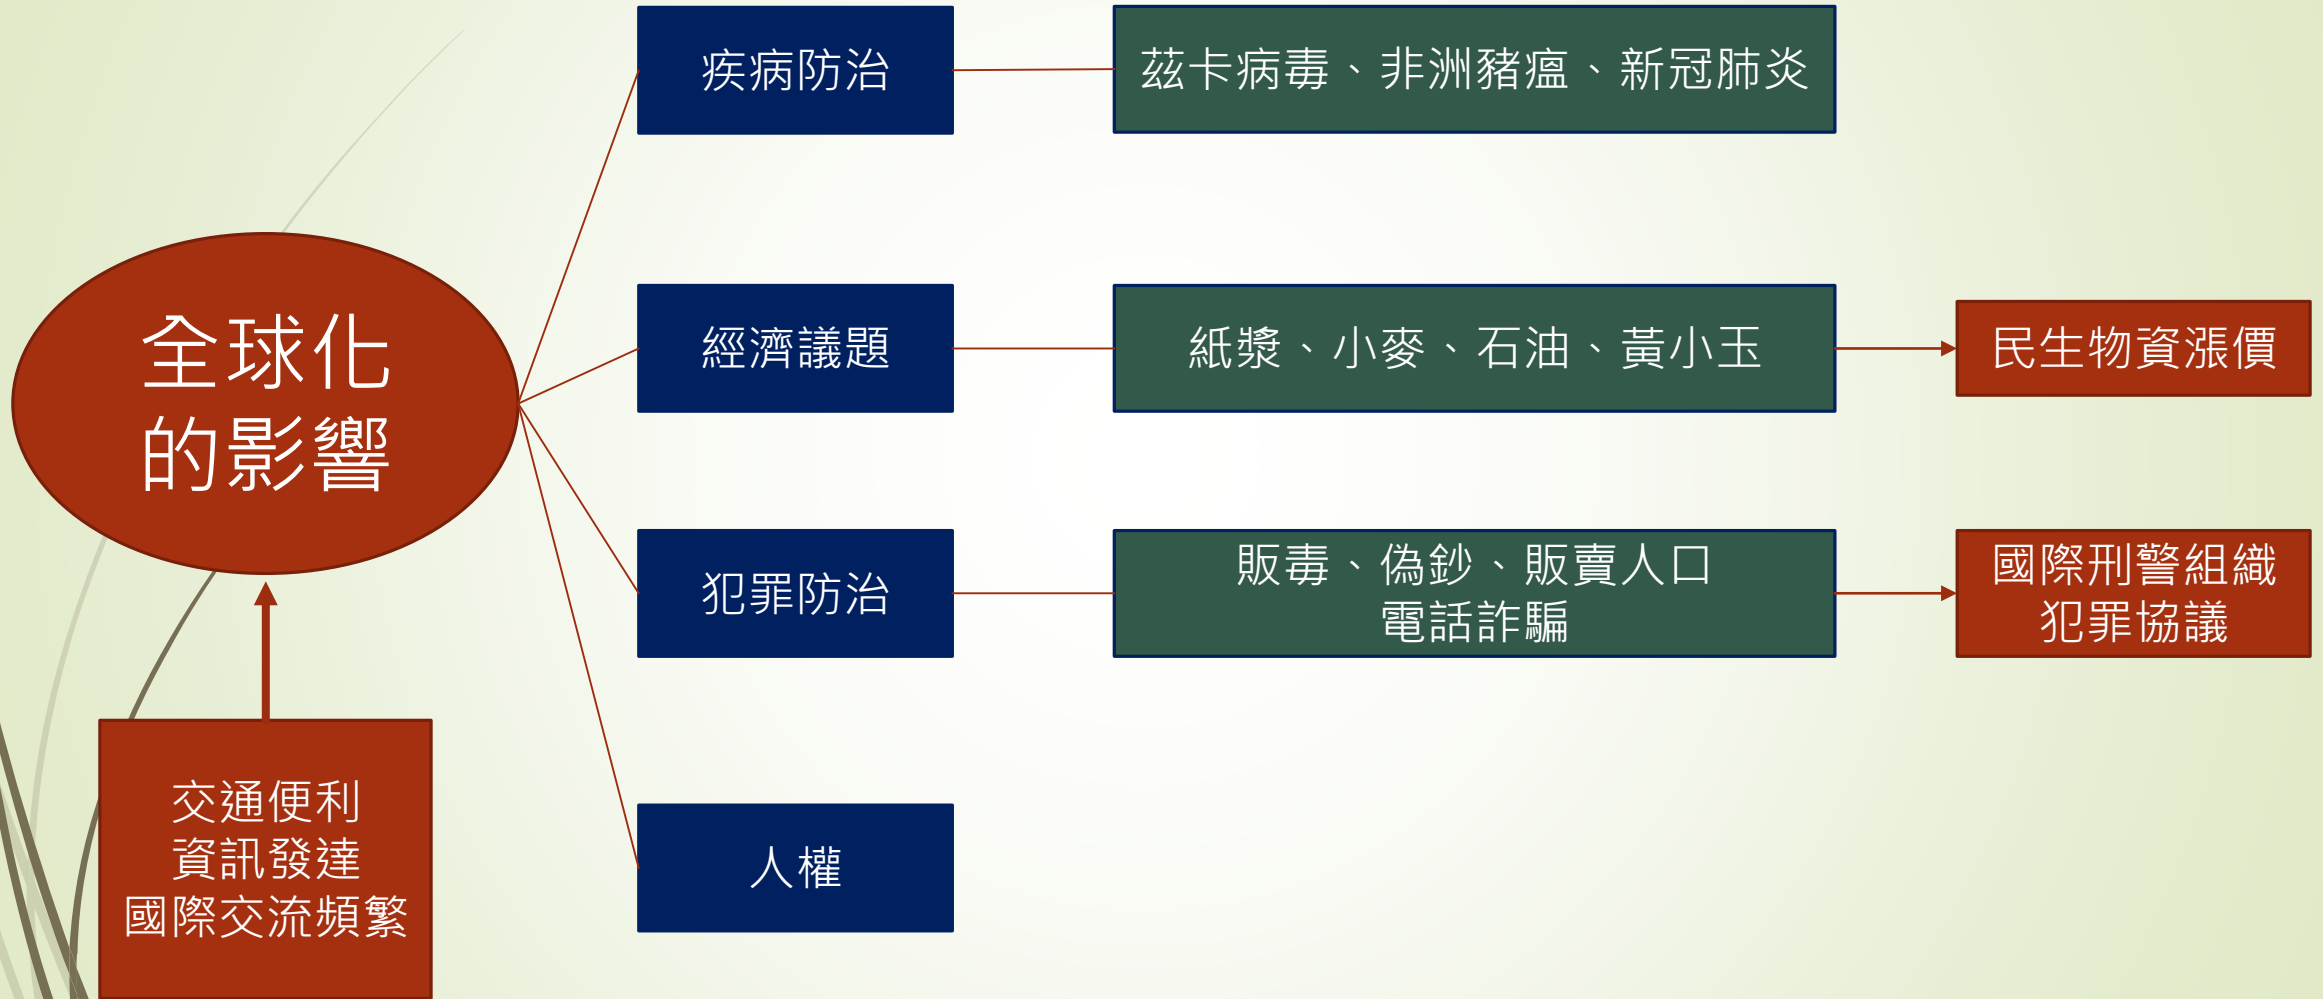 全球化
的影響
交通便利
資訊發達
國際交流頻繁
疾病防治
茲卡病毒、非洲豬瘟、新冠肺炎
經濟議題
紙漿、小麥、石油、黃小玉
民生物資漲價
犯罪防治
販毒、偽鈔、販賣人口
電話詐騙
國際刑警組織
犯罪協議
人權